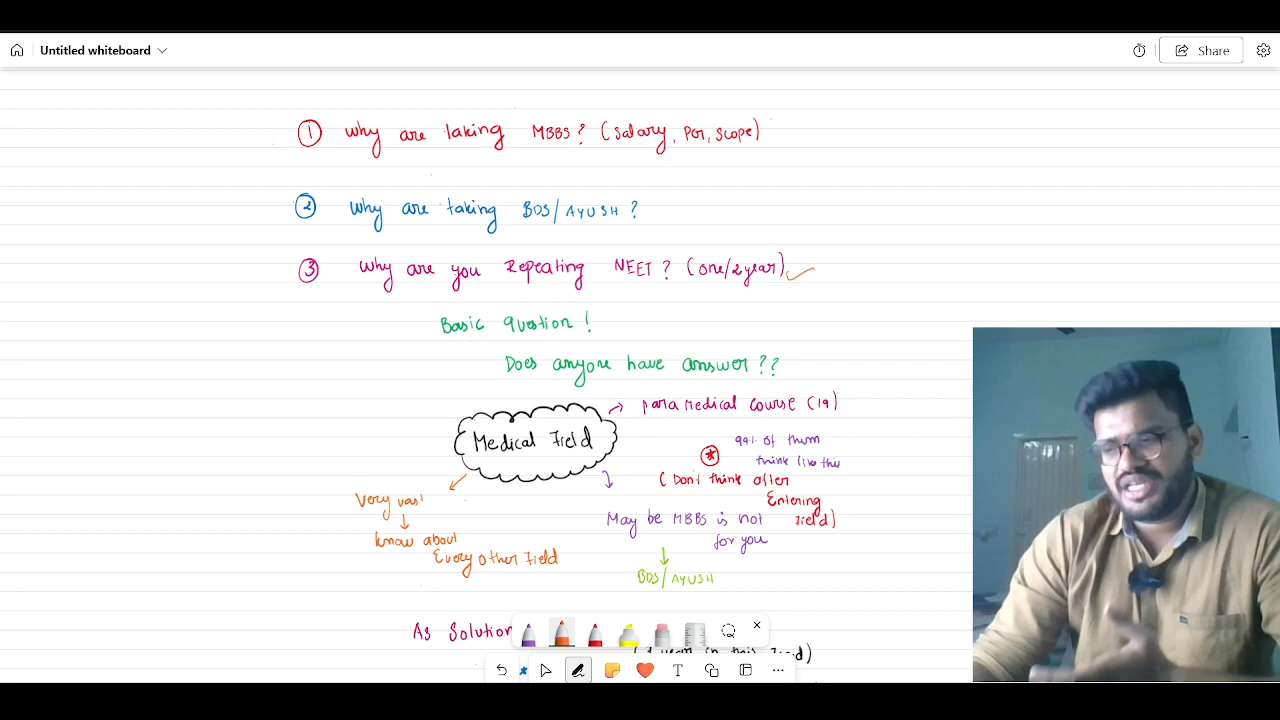 Untitled whiteboard
Share
① Why are taking MBBS? (Salary, PG, Scope)
② Why are taking BDS/AYUSH?
③ Why are you Repeating NEET? (one/2 year)
Basic question!
Does anyone have answer??
Medical Field
para Medical course (19)
99% of them
think like this
(Don't think after
Entering
Field)
Very vast
know about
Every other Field
May be MBBS is not
for you
BDS/AYUSH
As Solution